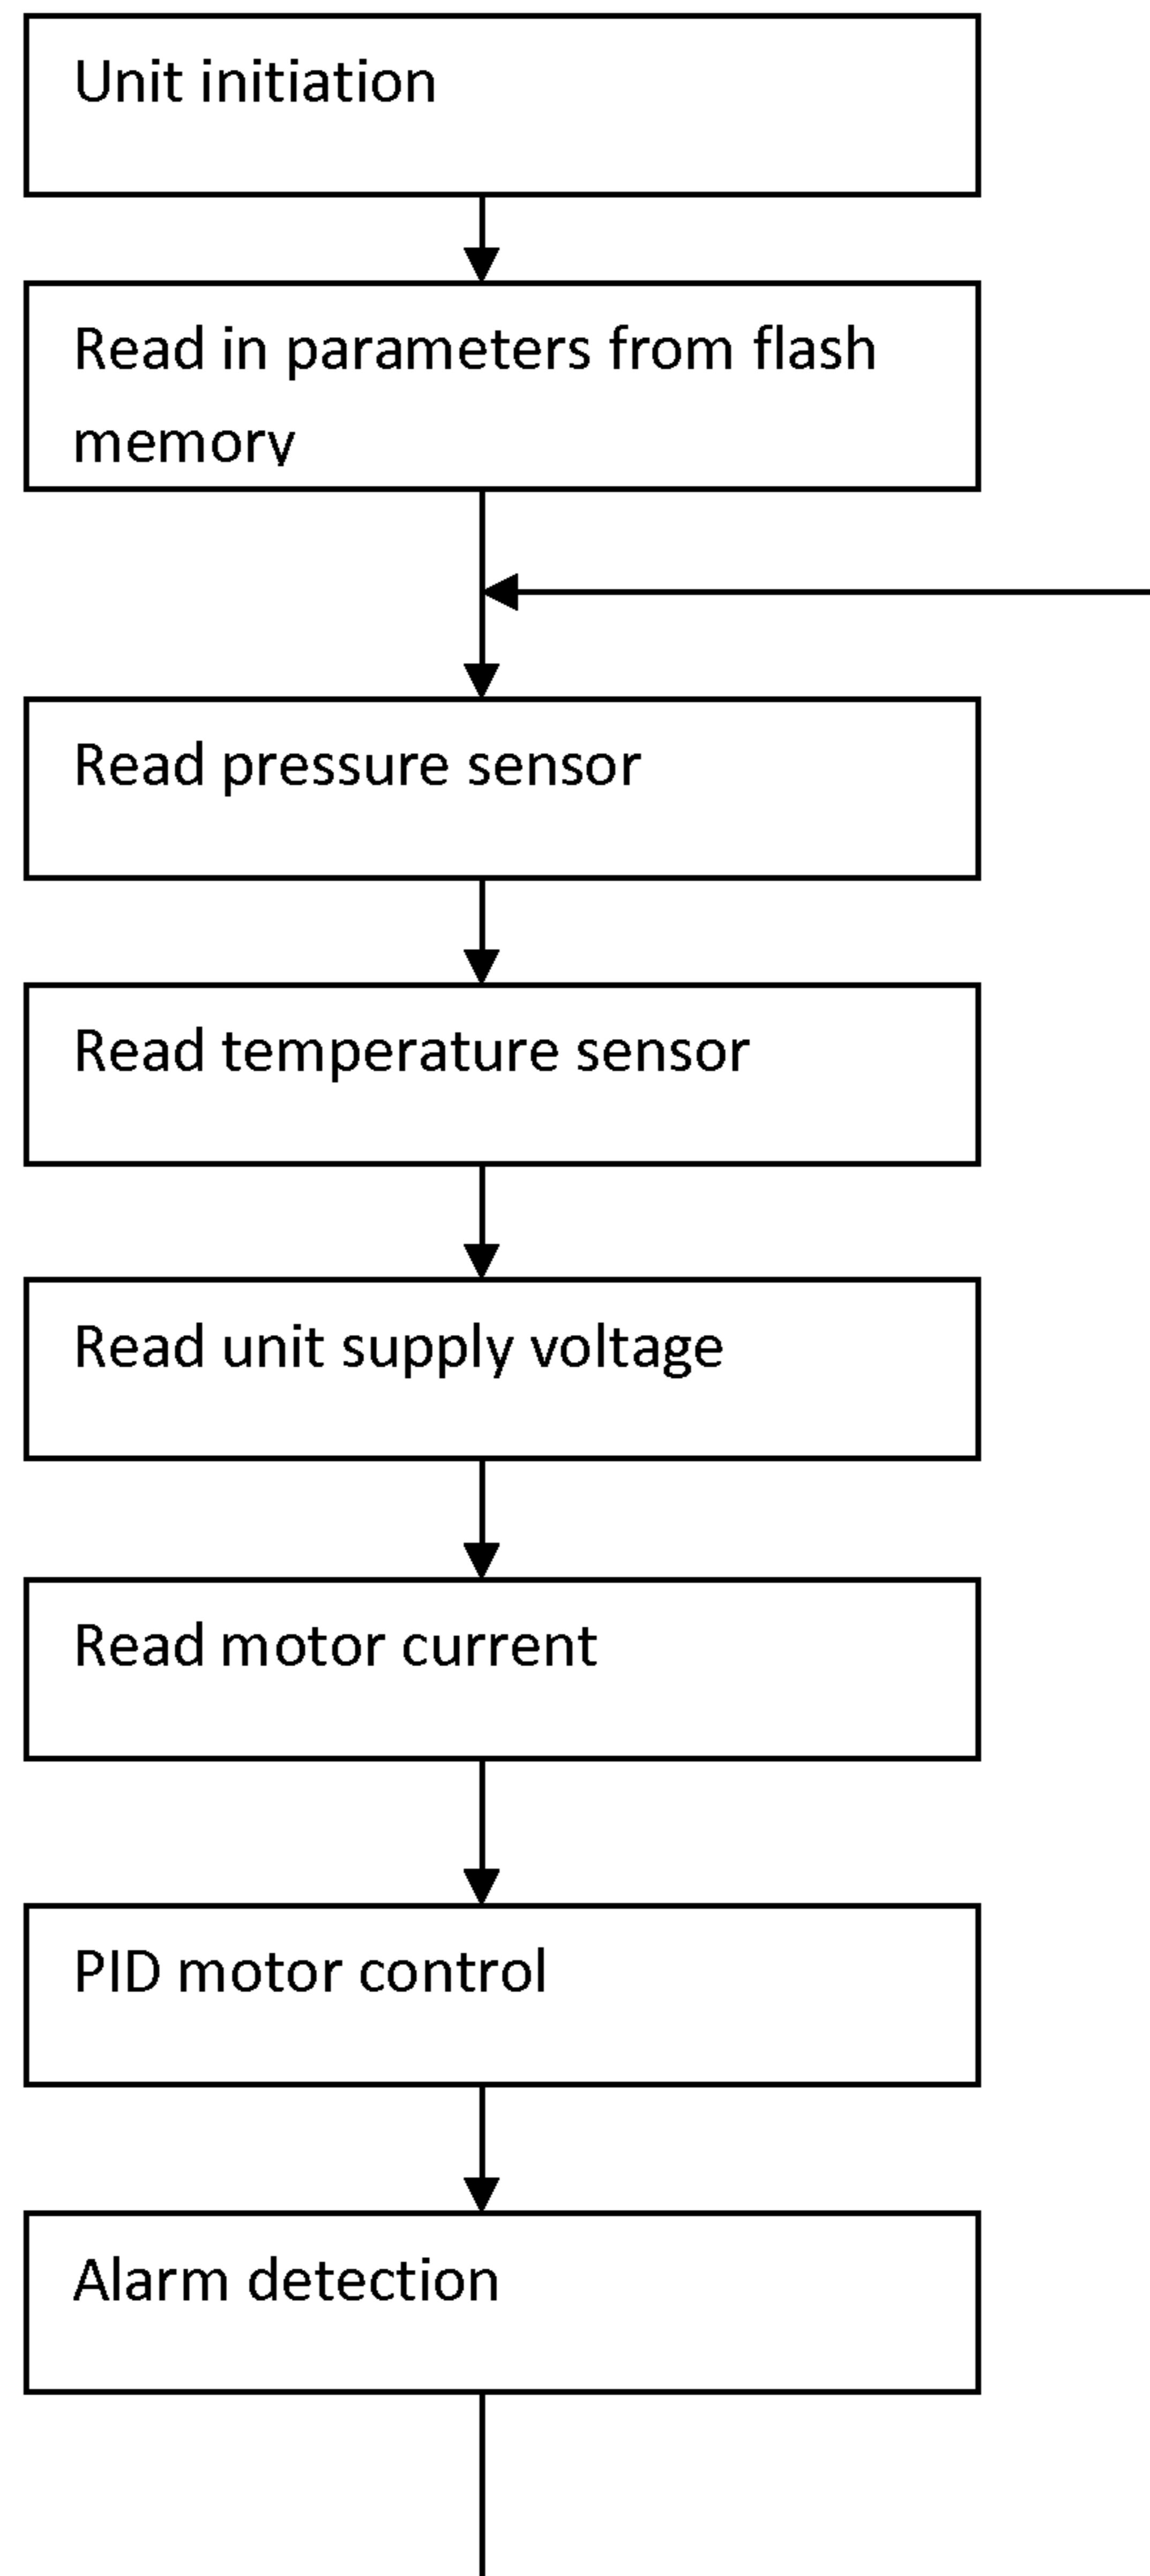 Unit initiation
Read in parameters from flash
memory
Read pressure sensor
Read temperature sensor
Read unit supply voltage
Read motor current
PID motor control
Alarm detection